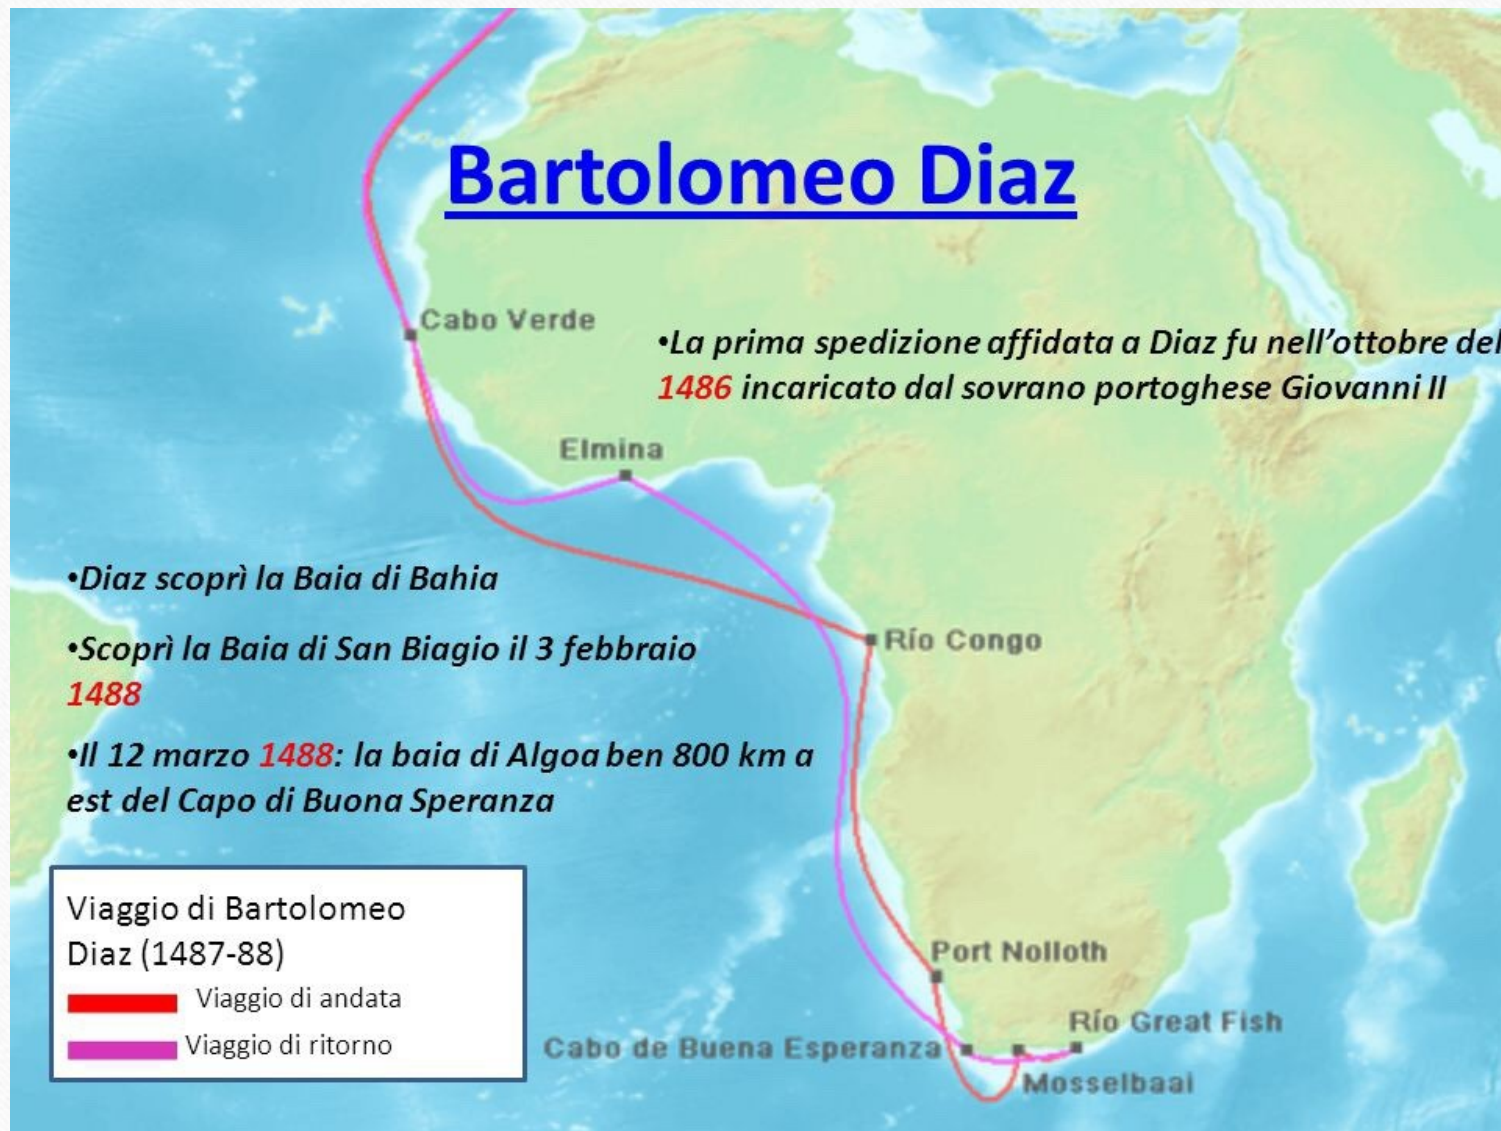 Bartolomeo Diaz
Cabo Verde
•La prima spedizione affidata a Diaz fu nell’ottobre del
1486 incaricato dal sovrano portoghese Giovanni II
Elmina
•Diaz scoprì la Baia di Bahia
Río Congo
•Scoprì la Baia di San Biagio il 3 febbraio
1488
•Il 12 marzo 1488: la baia di Algoa ben 800 km a
est del Capo di Buona Speranza
Viaggio di Bartolomeo
Diaz (1487-88)
Viaggio di andata
Viaggio di ritorno
Port Nolloth
Río Great Fish
Cabo de Buena Esperanza
Mosselbaai